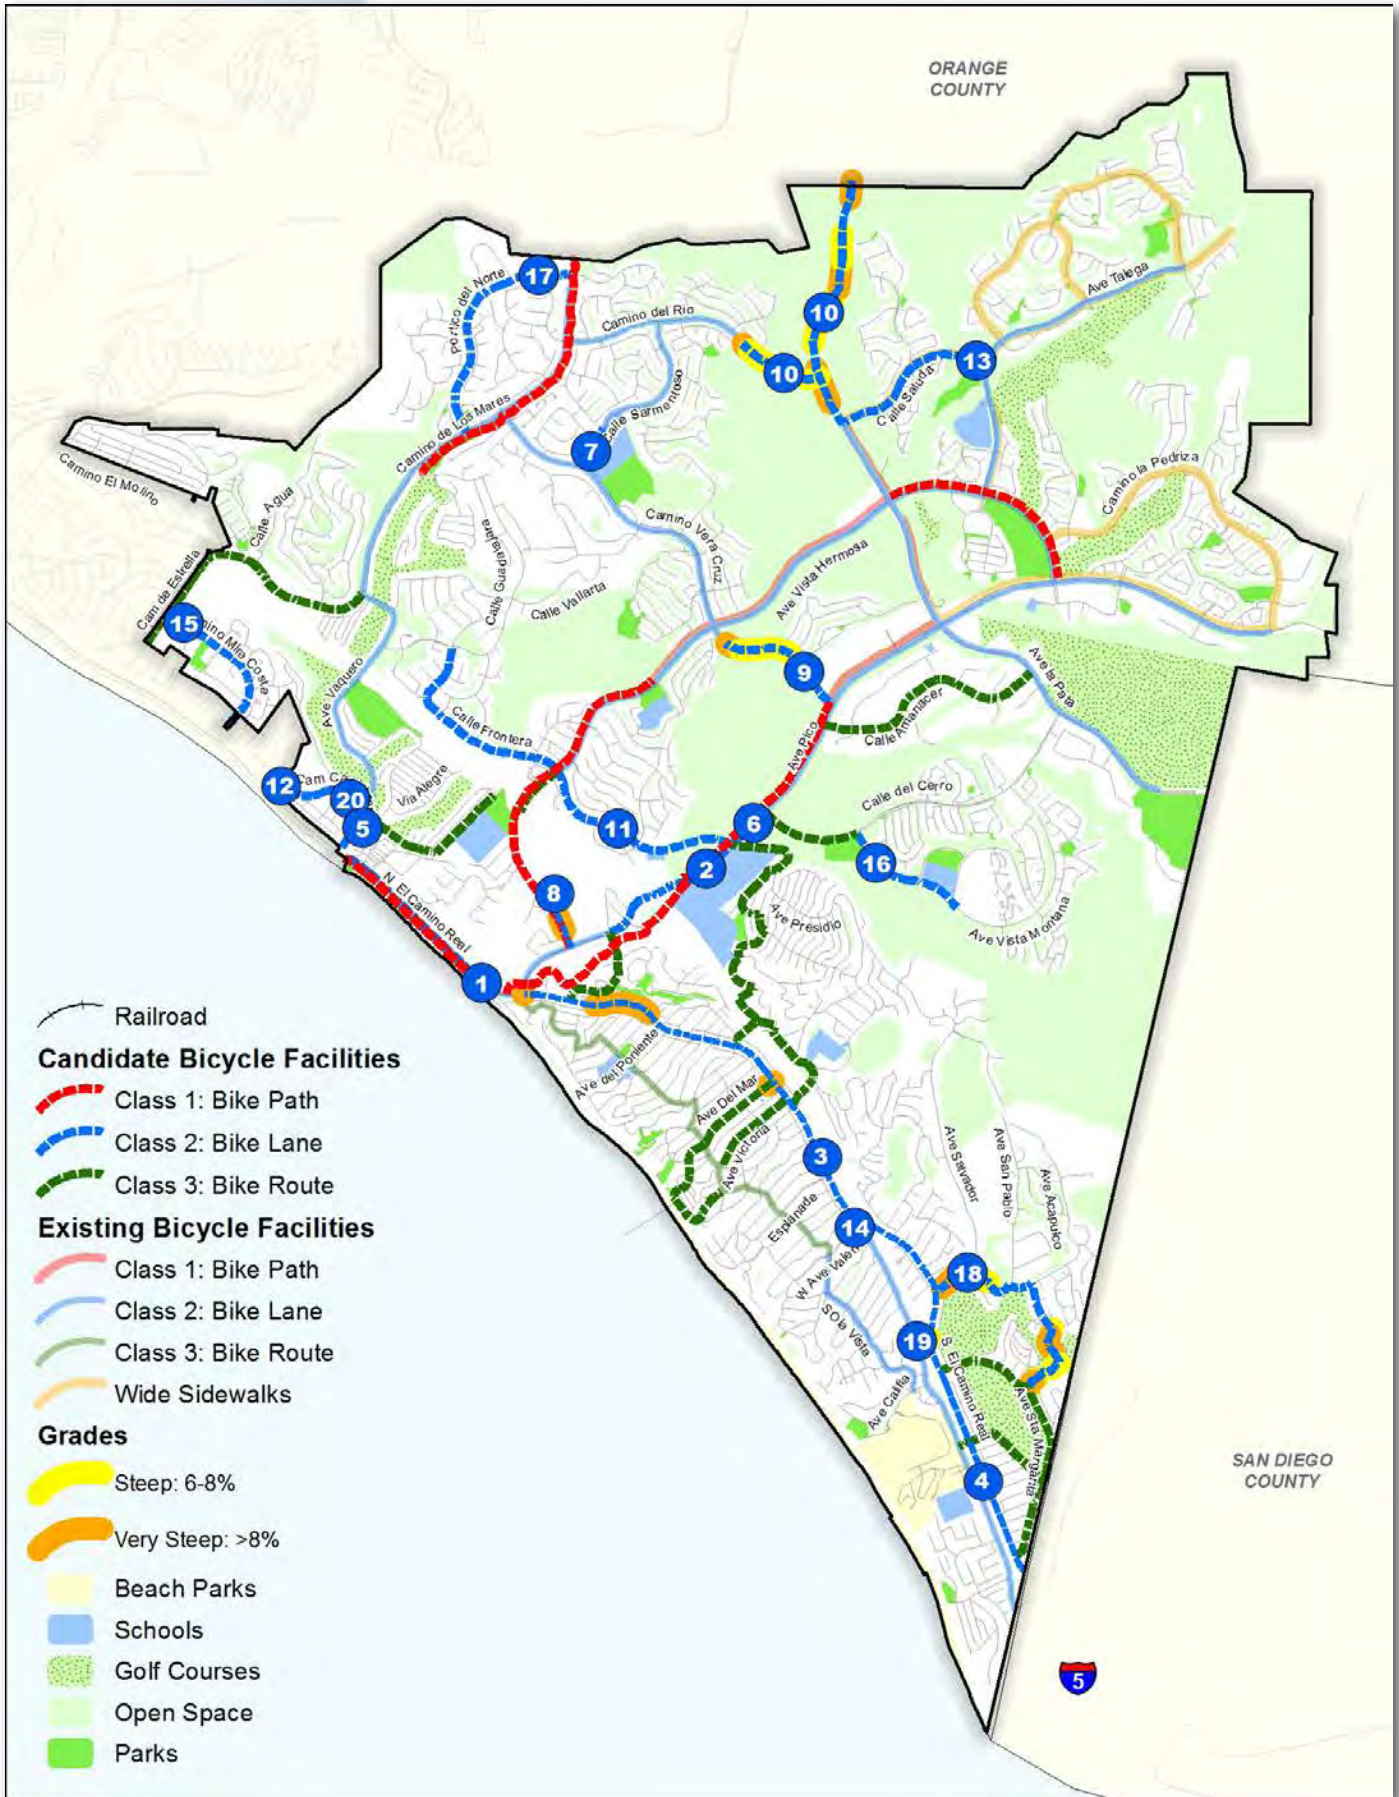 ORANGE
COUNTY
17
Portico del Norte
10
Camino del Rio
Ave Talega
10
13
Calle Saluda
Calle Sarmentoso
7
Camino de Los Mares
Camino la Pedriza
Camino El Molino
Calle Agua
Camino Vera Cruz
Calle Guadalajara
Ave Vista Hermosa
Cam de Estrella
Calle Vallarta
15
Mira Costa
9
Ave la Pata
Ave Vaquero
Calle Frontera
Calle Amanacer
Ave Pico
12
Cam
20
Via Alegre
Calle del Cerro
5
11
6
16
2
N El Camino Real
8
Ave Presidio
Ave Vista Montana
1
Ave del Poniente
Ave Del Mar
Ave Victoria
3
Ave Salvador
Ave San Pablo
Ave Acapulco
Esplanade
14
W Ave
18
S Ola Vista
19
S El Camino Real
Ave Califia
Ave Sta Margarita
4
SAN DIEGO
COUNTY
5
Railroad
Candidate Bicycle Facilities
Class 1: Bike Path
Class 2: Bike Lane
Class 3: Bike Route
Existing Bicycle Facilities
Class 1: Bike Path
Class 2: Bike Lane
Class 3: Bike Route
Wide Sidewalks
Grades
Steep: 6-8%
Very Steep: >8%
Beach Parks
Schools
Golf Courses
Open Space
Parks